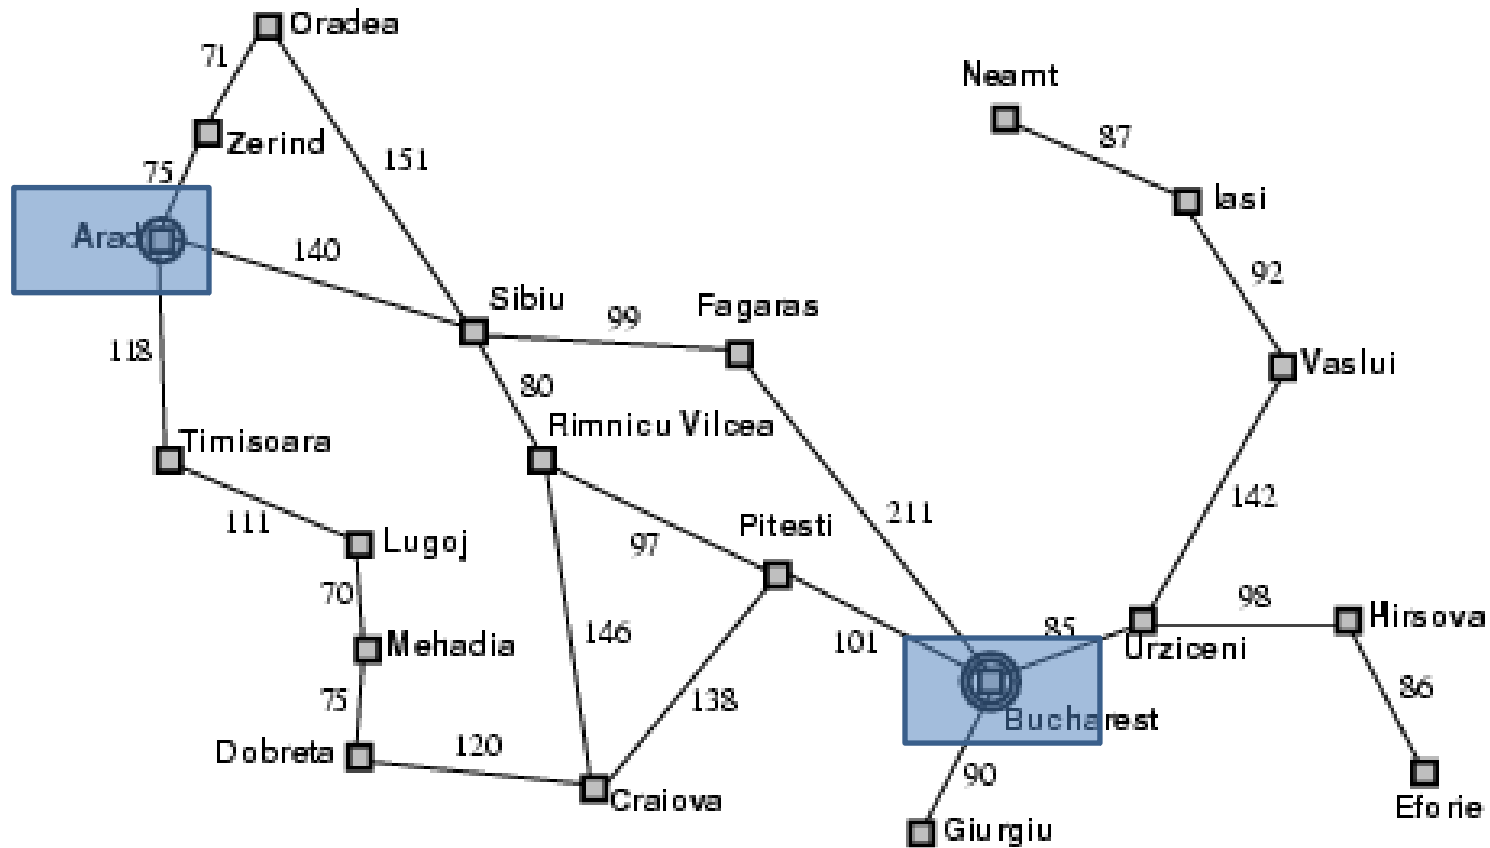 Oradea
71
Neamt
Zerind
87
151
75
Iasi
Arad
140
92
Sibiu
Fagaras
99
118
Vaslui
80
Rimnicu Vilcea
Timisoara
142
111
Pitesti
211
Lugoj
97
70
98
Hirsova
Mehadia
146
101
85
Urziceni
86
75
138
Bucharest
Dobreta
120
90
Craiova
Eforie
Giurgiu